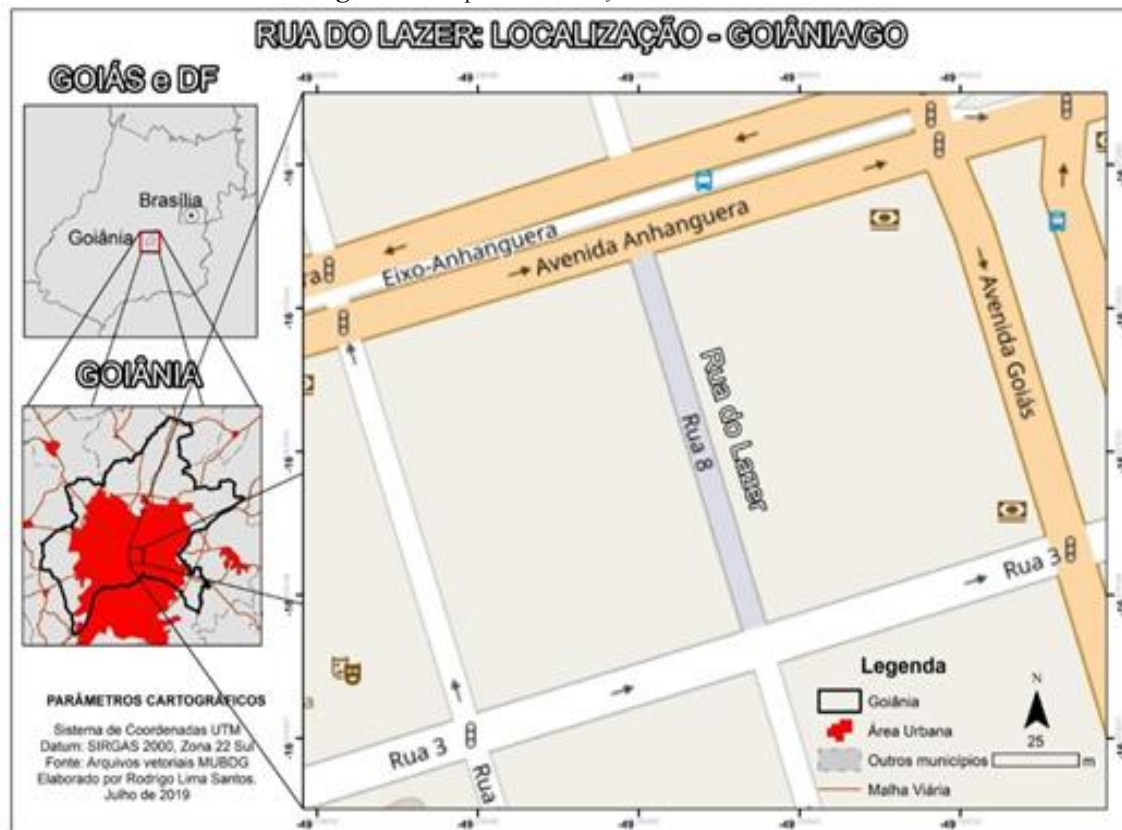 RUA DO LAZER: LOCALIZAÇÃO - GOIÂNIA/GO
GOIÁS e DF
Brasília
Goiânia
GOIÂNIA
PARÂMETROS CARTOGRÁFICOS
Sistema de Coordenadas UTM
Datum: SIRGAS 2000, Zona 22 Sul
Fonte: Arquivos vetoriais MUBDG
Elaborado por Rodrigo Lima Santos.
Julho de 2019
Eixo-Anhanguera
Avenida Anhanguera
Avenida Goiás
Rua do Lazer
Rua 8
Rua 3
Rua 3
Rua
Legenda
Goiânia
Área Urbana
Outros municípios
Malha Viária
N
25
m